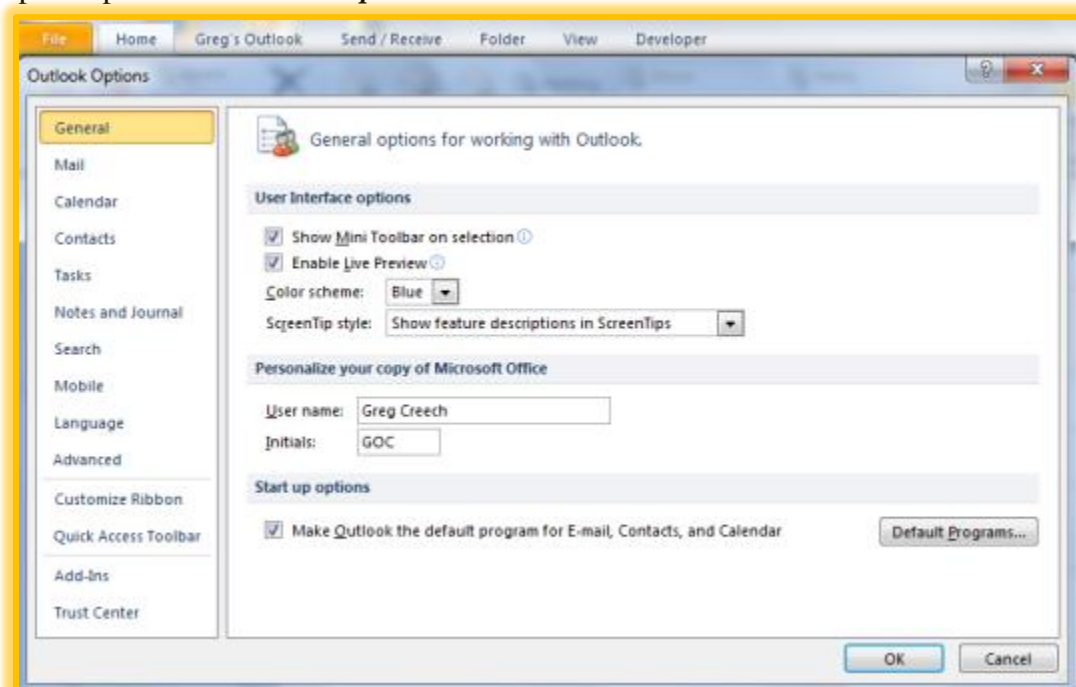 File Home Greg's Outlook Send / Receive Folder View Developer
Outlook Options
General
Mail
Calendar
Contacts
Tasks
Notes and Journal
Search
Mobile
Language
Advanced
Customize Ribbon
Quick Access Toolbar
Add-Ins
Trust Center
General options for working with Outlook.
User Interface options
Show Mini Toolbar on selection
Enable Live Preview
Color scheme: Blue
ScreenTip style: Show feature descriptions in ScreenTips
Personalize your copy of Microsoft Office
User name: Greg Creech
Initials: GOC
Start up options
Make Outlook the default program for E-mail, Contacts, and Calendar Default Programs...
OK Cancel